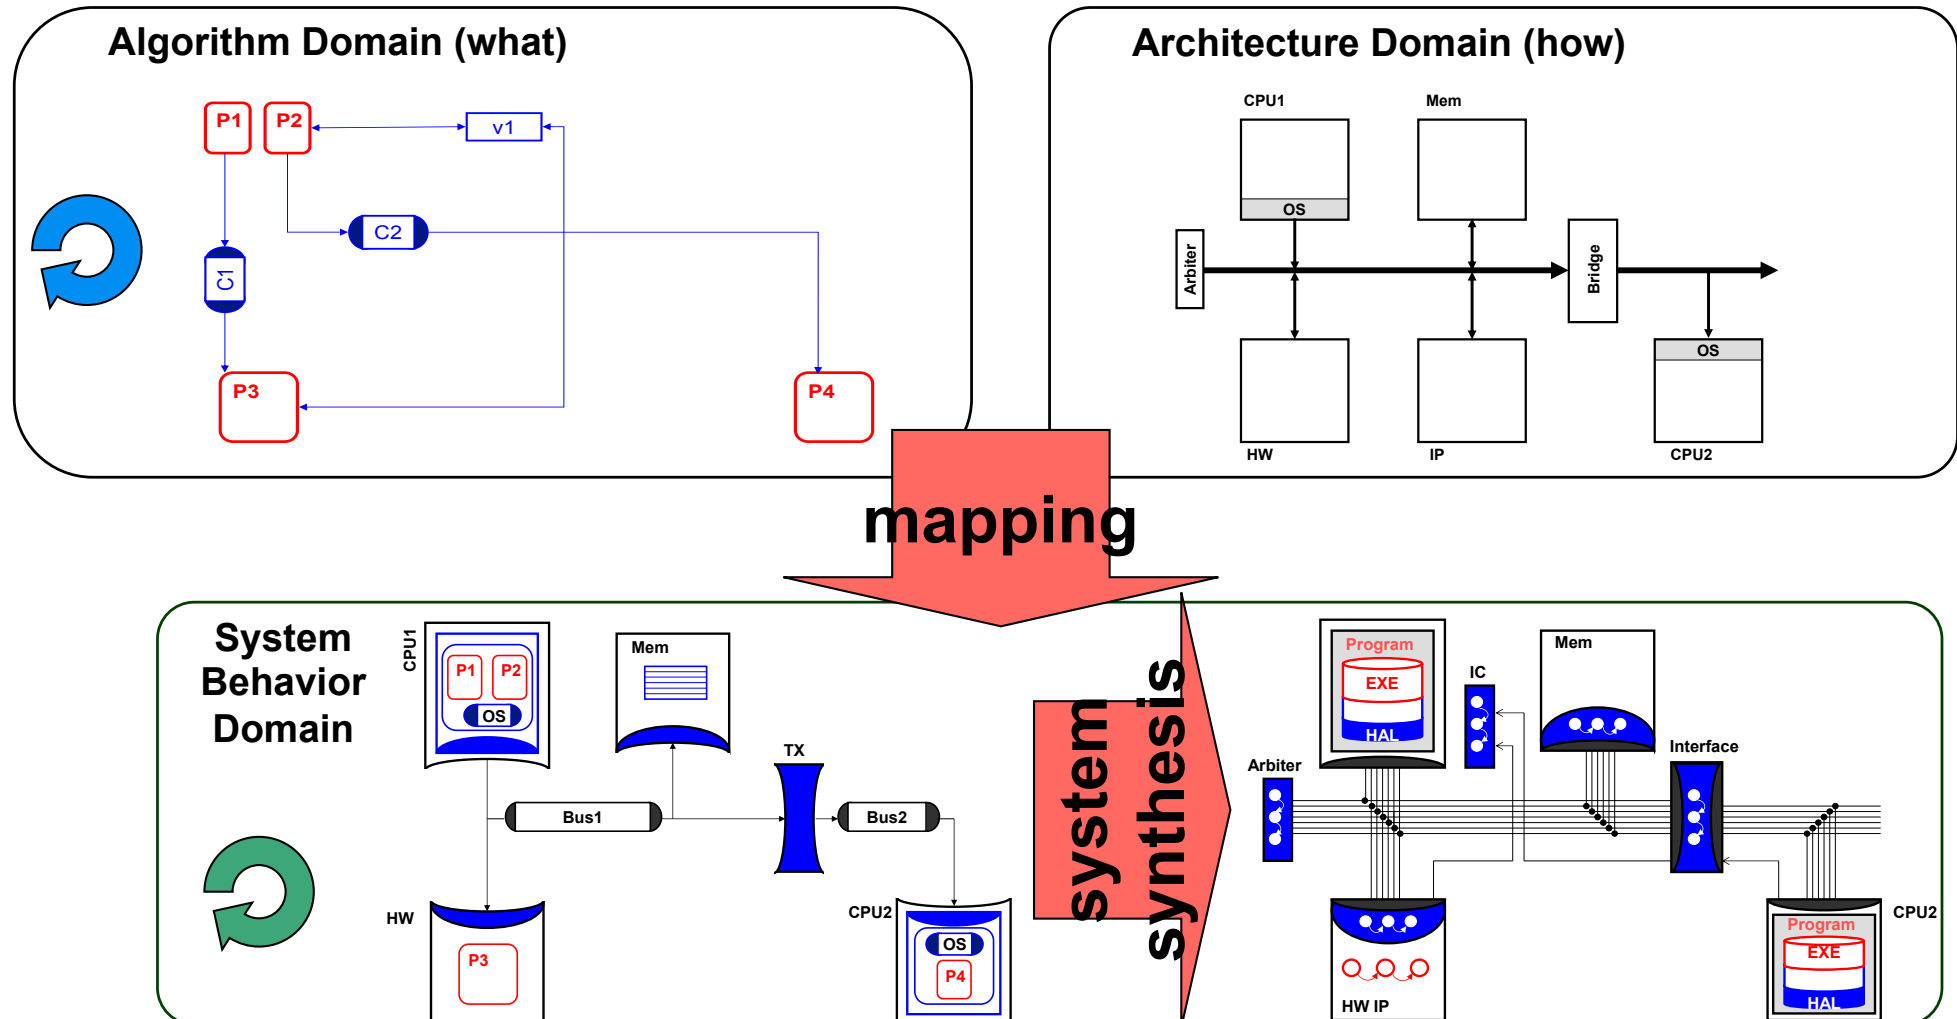 Algorithm Domain (what)
P1
P2
v1
C2
C1
P3
P4
Architecture Domain (how)
CPU1
Mem
OS
Arbiter
Bridge
OS
HW
IP
CPU2
mapping
System
Behavior
Domain
CPU1
P1
P2
OS
Mem
TX
Bus1
Bus2
HW
P3
CPU2
OS
P4
system
synthesis
Program
EXE
HAL
IC
Mem
Interface
Arbiter
HW IP
CPU2
Program
EXE
HAL